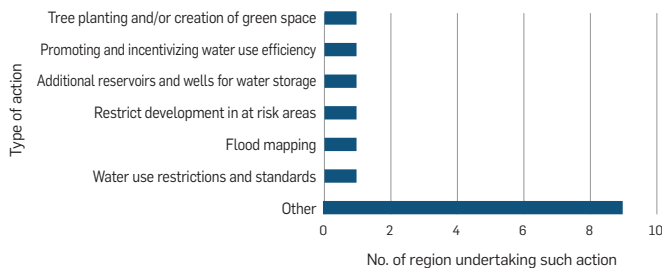 Tree planting and/or creation of green space
Promoting and incentivizing water use efficiency
Additional reservoirs and wells for water storage
Restrict development in at risk areas
Flood mapping
Water use restrictions and standards
Other
Type of action
0 2 4 6 8 10
No. of region undertaking such action